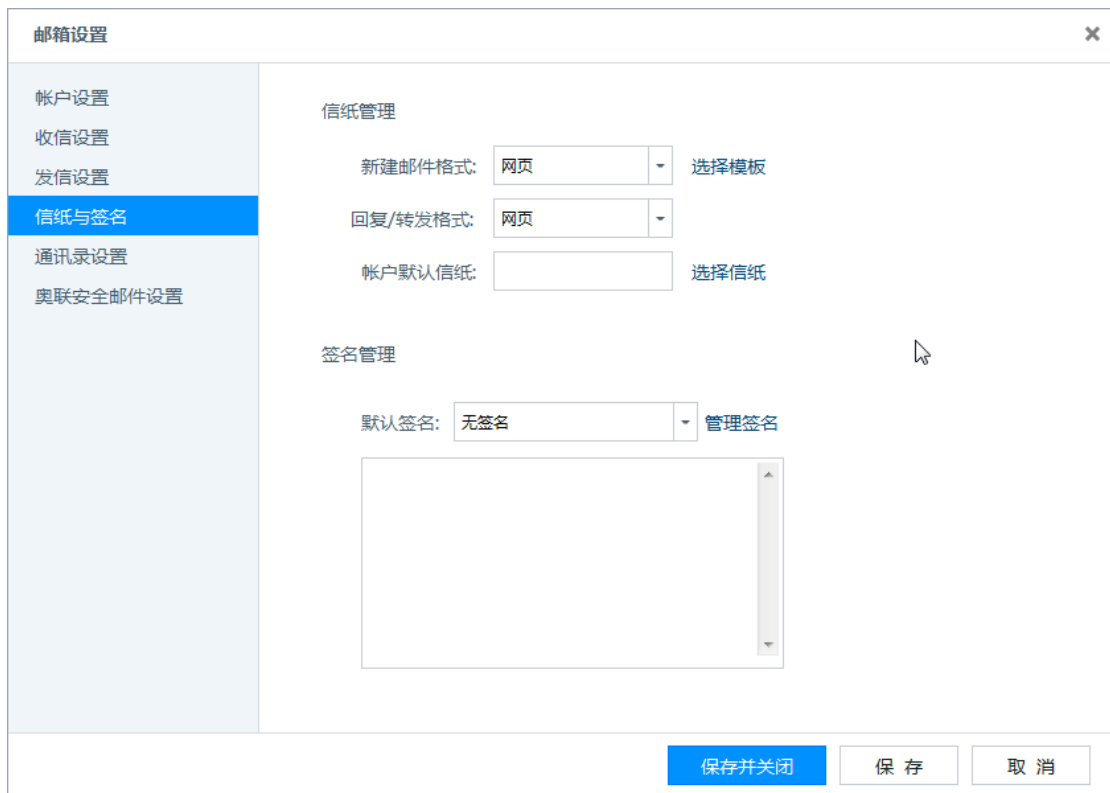 邮箱设置
帐户设置
收信设置
发信设置
信纸与签名
通讯录设置
奥联安全邮件设置
信纸管理
新建邮件格式: 网页 选择模板
回复/转发格式: 网页
帐户默认信纸: 选择信纸
签名管理
默认签名: 无签名 管理签名
保存并关闭 保 存 取 消